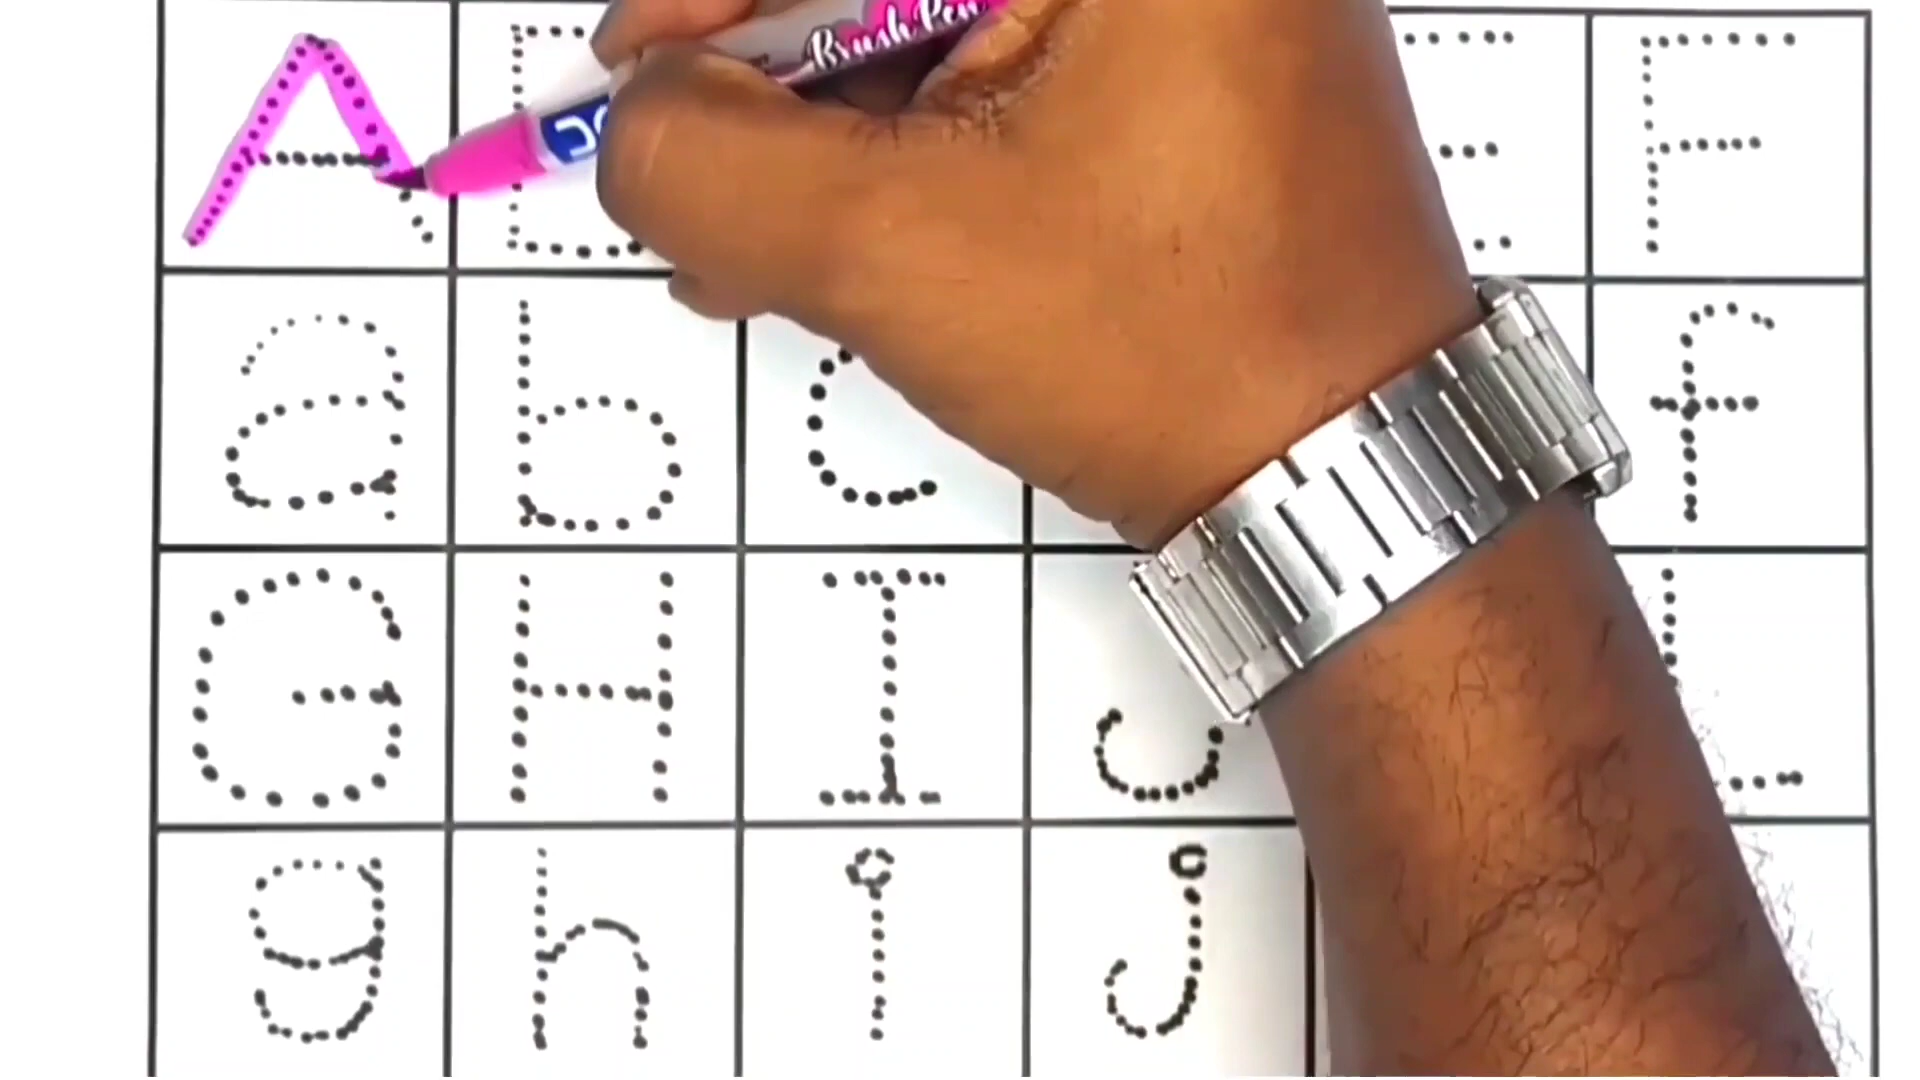 Brush Pen
A F
a b c f
G H I J L
g h i j